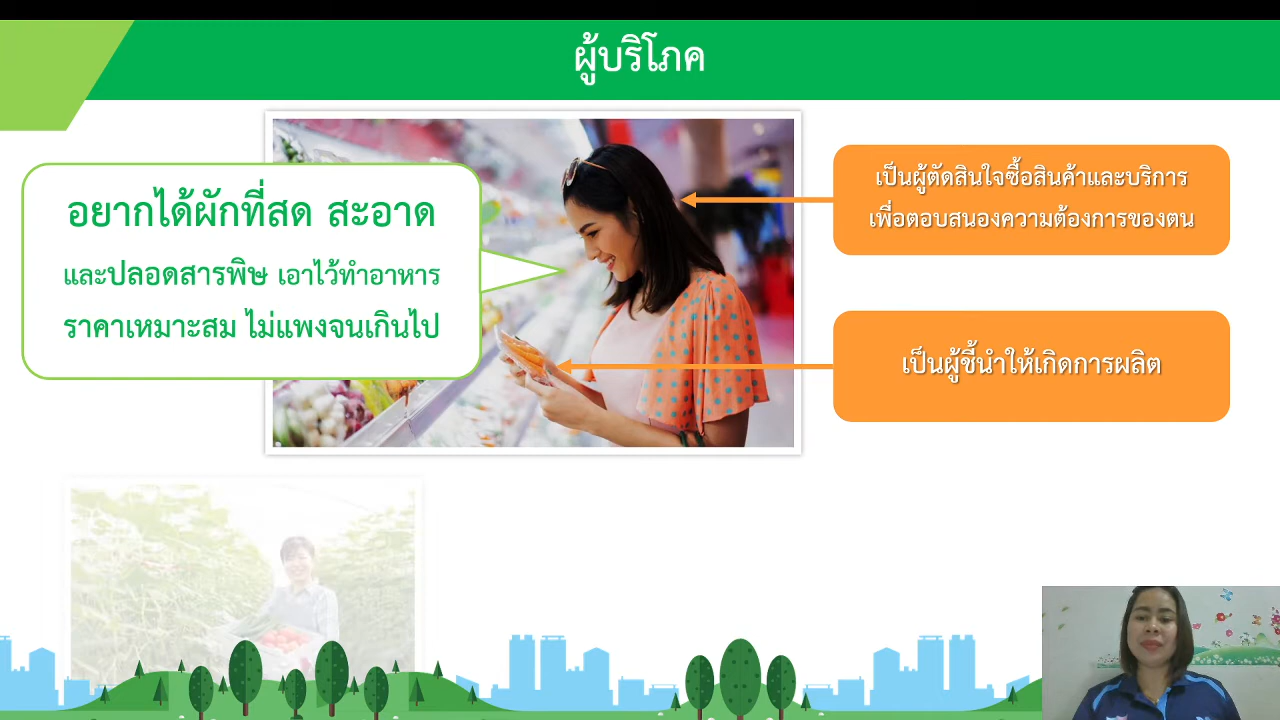 ผู้บริโภค
อยากได้ผักที่สด สะอาด
และปลอดสารพิษ เอาไว้ทำอาหาร
ราคาเหมาะสม ไม่แพงจนเกินไป
เป็นผู้ตัดสินใจซื้อสินค้าและบริการ
เพื่อตอบสนองความต้องการของตน
เป็นผู้ชี้นำให้เกิดการผลิต